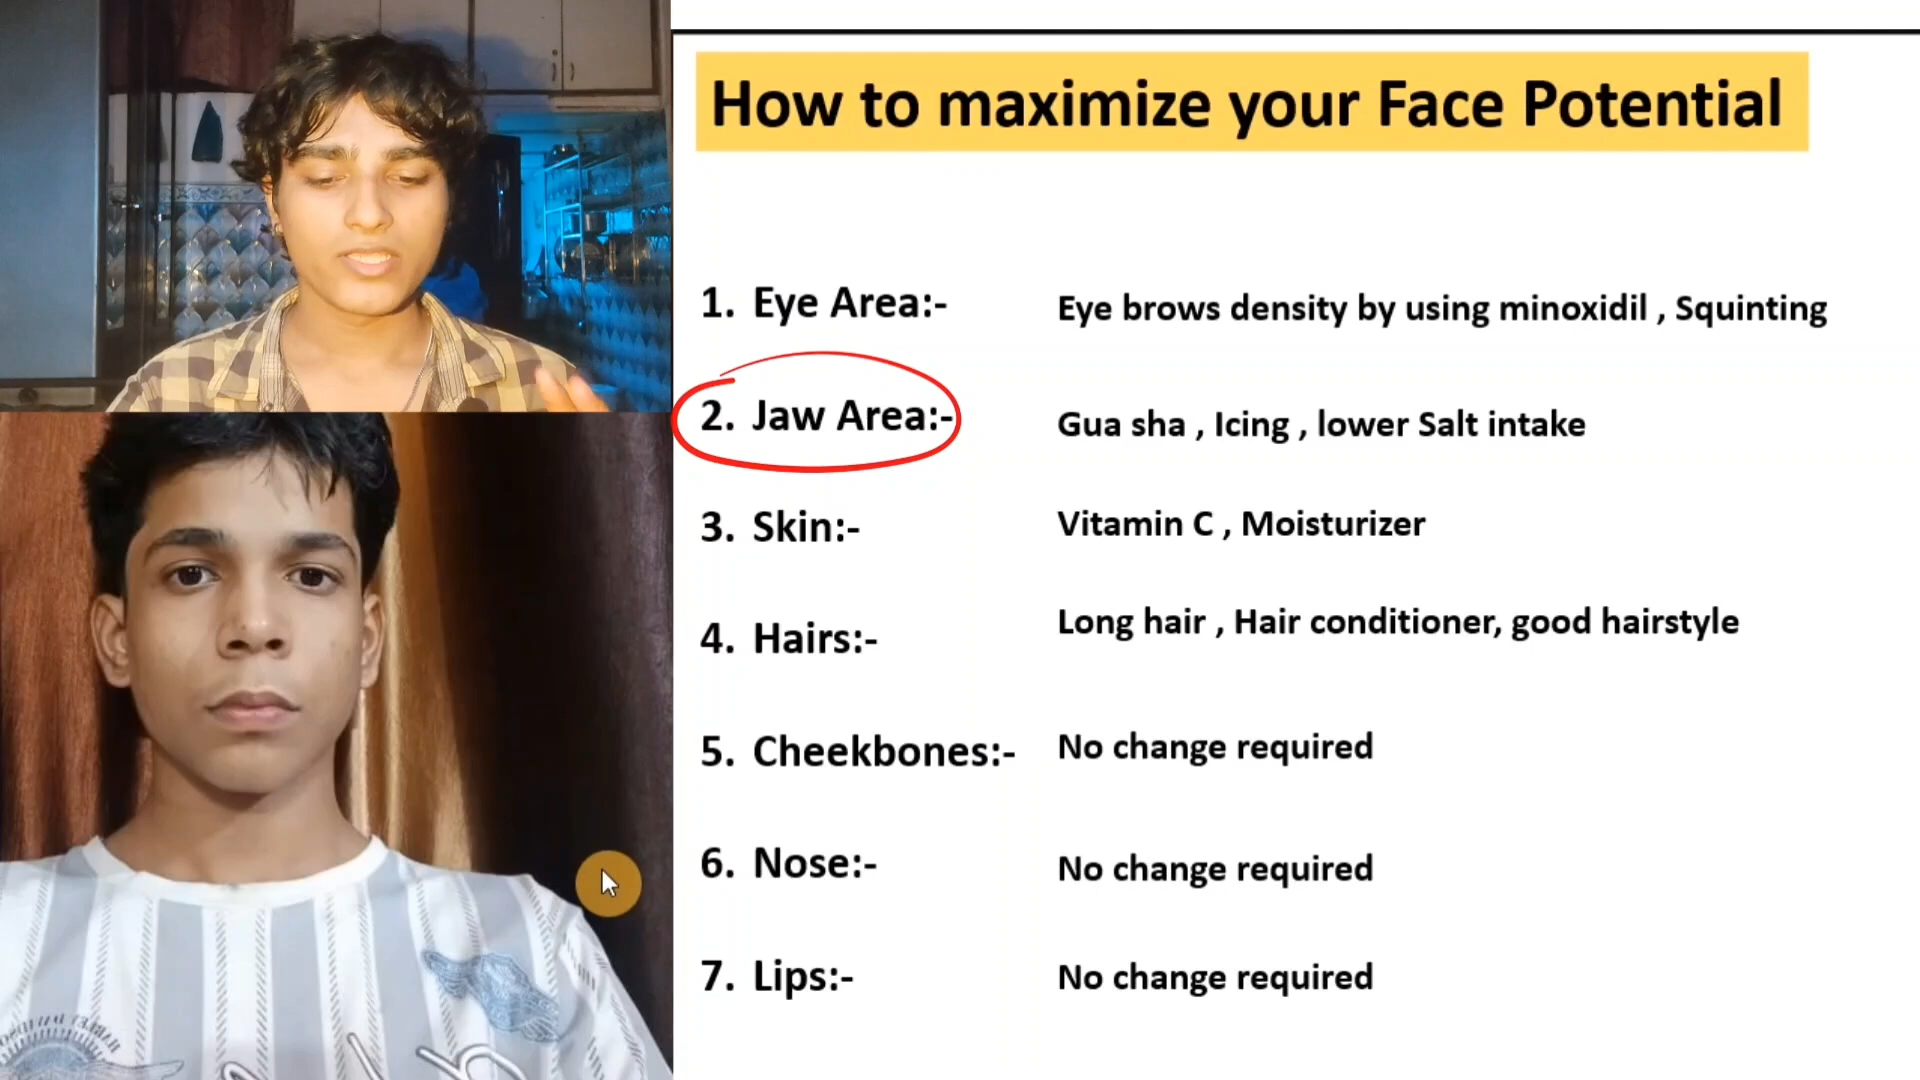 How to maximize your Face Potential
1. Eye Area:- Eye brows density by using minoxidil , Squinting
2. Jaw Area:- Gua sha , Icing , lower Salt intake
3. Skin:- Vitamin C , Moisturizer
4. Hairs:- Long hair , Hair conditioner, good hairstyle
5. Cheekbones:- No change required
6. Nose:- No change required
7. Lips:- No change required